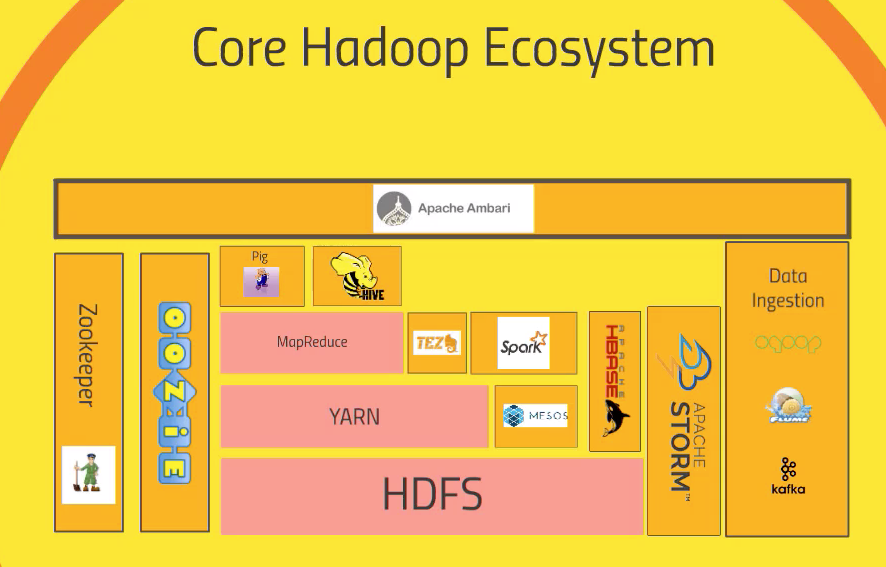 Core Hadoop Ecosystem
Apache Ambari
Zookeeper
OOZIE
Pig
HIVE
MapReduce
TEZ
Spark
YARN
MESOS
HDFS
APACHE
HBASE
APACHE
STORM™
Data
Ingestion
sqoop
FLUME
kafka